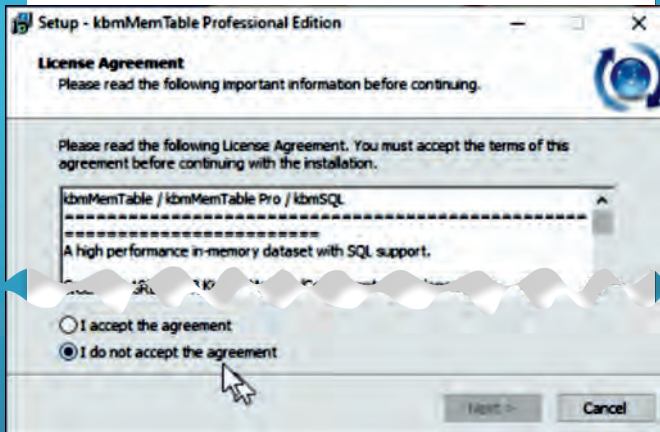 Setup - kbmMemTable Professional Edition
License Agreement
Please read the following important information before continuing.
Please read the following License Agreement. You must accept the terms of this
agreement before continuing with the installation.
kbmMemTable / kbmMemTable Pro / kbmSQL
====================================================
=========================
A high performance in-memory dataset with SQL support.
I accept the agreement
I do not accept the agreement
Next >
Cancel